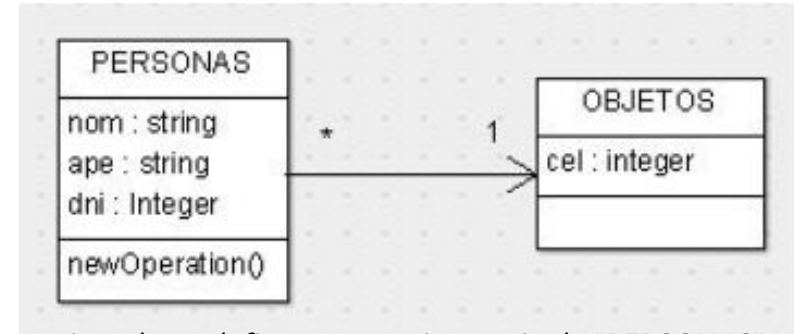 PERSONAS
nom : string
ape : string
dni : Integer
newOperation()
*
1
OBJETOS
cel : integer